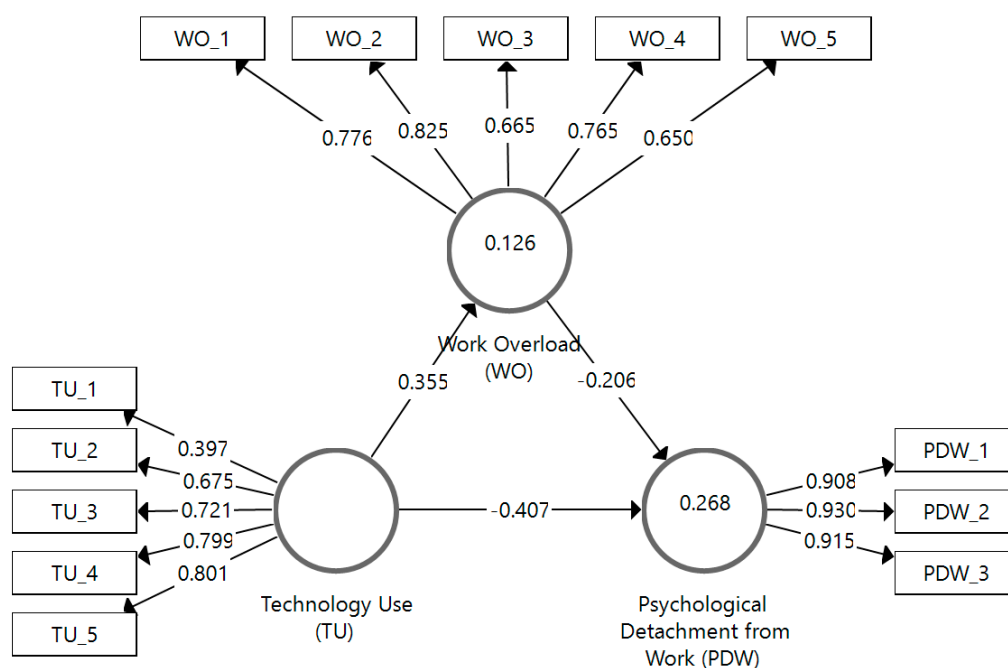 WO_1 WO_2 WO_3 WO_4 WO_5
0.776 0.825 0.665 0.765 0.650
0.126
Work Overload
(WO)
0.355 -0.206
TU_1
TU_2
TU_3
TU_4
TU_5
0.397
0.675
0.721
0.799
0.801
-0.407
0.268
0.908
0.930
0.915
PDW_1
PDW_2
PDW_3
Technology Use
(TU)
Psychological
Detachment from
Work (PDW)